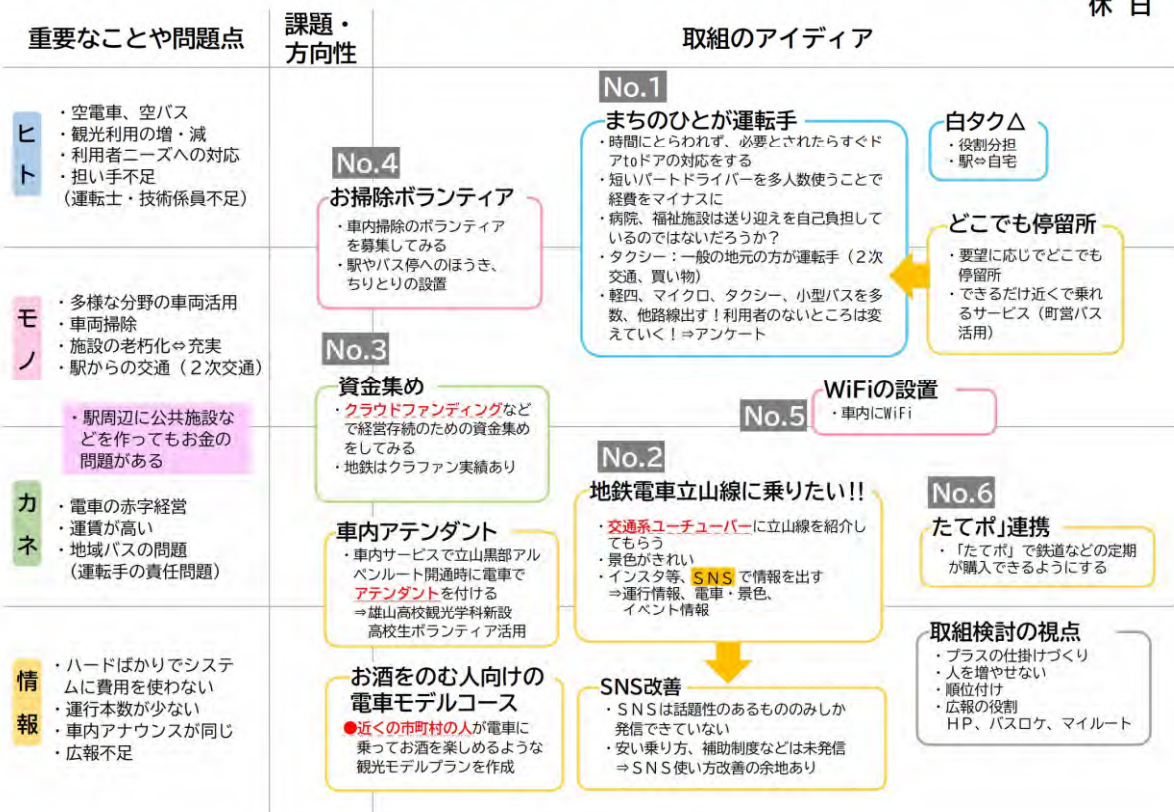 休 日
重要なことや問題点
課題・
方向性
取組のアイディア
ヒト
・空電車、空バス
・観光利用の増・減
・利用者ニーズへの対応
・担い手不足
（運転士・技術係員不足）
モノ
・多様な分野の車両活用
・車両掃除
・施設の老朽化⇔充実
・駅からの交通（２次交通）
・駅周辺に公共施設な
どを作ってもお金の
問題がある
カネ
・電車の赤字経営
・運賃が高い
・地域バスの問題
（運転手の責任問題）
情報
・ハードばかりでシステ
ムに費用を使わない
・運行本数が少ない
・車内アナウンスが同じ
・広報不足
No.4
お掃除ボランティア
・車内掃除のボランティア
を募集してみる
・駅やバス停へのほうき、
ちりとりの設置
No.3
資金集め
・クラウドファンディングなど
で経営存続のための資金集め
をしてみる
・地鉄はクラファン実績あり
車内アテンダント
・車内サービスで立山黒部アル
ペンルート開通時に電車で
アテンダントを付ける
⇒雄山高校観光学科新設
高校生ボランティア活用
お酒をのむ人向けの
電車モデルコース
●近くの市町村の人が電車に
乗ってお酒を楽しめるような
観光モデルプランを作成
No.1
まちのひとが運転手
・時間にとらわれず、必要とされたらすぐド
アtoドアの対応をする
・短いパートドライバーを多人数使うことで
経費をマイナスに
・病院、福祉施設は送り迎えを自己負担して
いるのではないだろうか？
・タクシー：一般の地元の方が運転手（２次
交通、買い物）
・軽四、マイクロ、タクシー、小型バスを多
数、他路線出す！利用者のないところは変
えていく！⇒アンケート
白タク△
・役割分担
・駅⇔自宅
どこでも停留所
・要望に応じでどこでも
停留所
・できるだけ近くで乗れ
るサービス（町営バス
活用）
No.5
WiFiの設置
・車内にWiFi
No.2
地鉄電車立山線に乗りたい!!
・交通系ユーチューバーに立山線を紹介し
てもらう
・景色がきれい
・インスタ等、ＳＮＳで情報を出す
⇒運行情報、電車・景色、
イベント情報
SNS改善
・ＳＮＳは話題性のあるもののみしか
発信できていない
・安い乗り方、補助制度などは未発信
⇒ＳＮＳ使い方改善の余地あり
No.6
たてポ」連携
・「たてポ」で鉄道などの定期
が購入できるようにする
取組検討の視点
・プラスの仕掛けづくり
・人を増やせない
・順位付け
・広報の役割
ＨＰ、バスロケ、マイルート